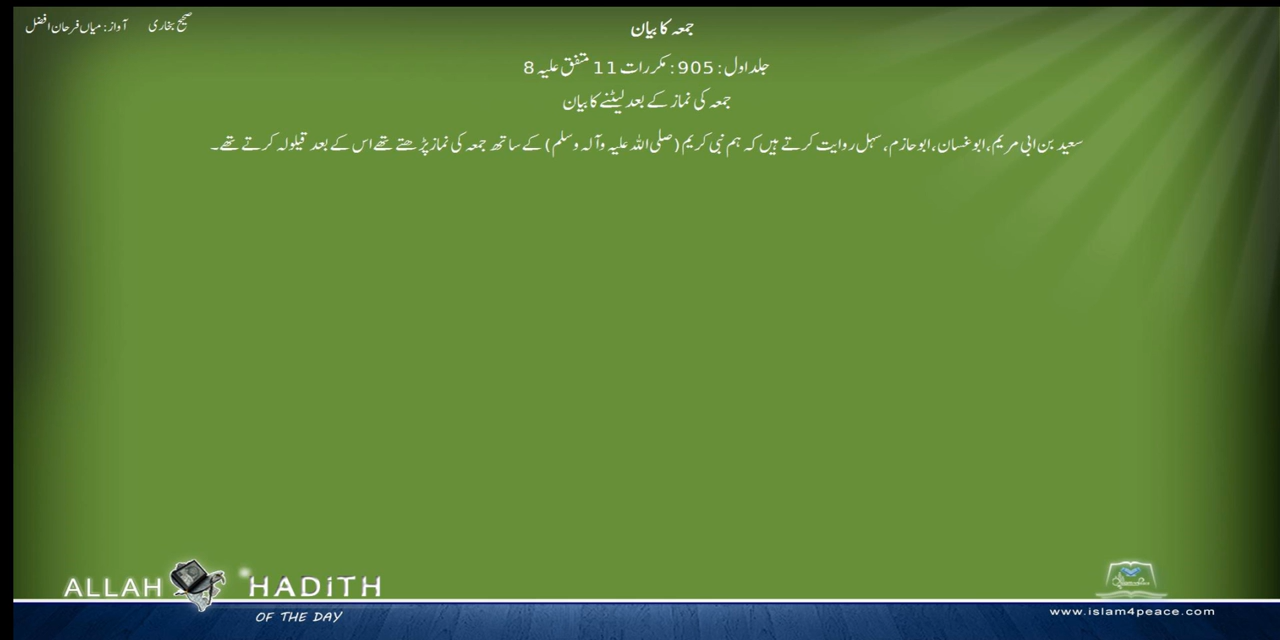 صحیح بخاری
آواز: میاں فرحان افضل
جمعہ کا بیان
جلد اول: 905: مکررات 11 متفق علیہ 8
جمعہ کی نماز کے بعد لیٹنے کا بیان
سعید بن ابی مریم، ابوغسان، ابوحازم، سہل روایت کرتے ہیں کہ ہم نبی کریم (صلی اللہ علیہ وآلہ وسلم) کے ساتھ جمعہ کی نماز پڑھتے تھے اس کے بعد قیلولہ کرتے تھے۔
ALLAH HADITH
OF THE DAY
www.islam4peace.com